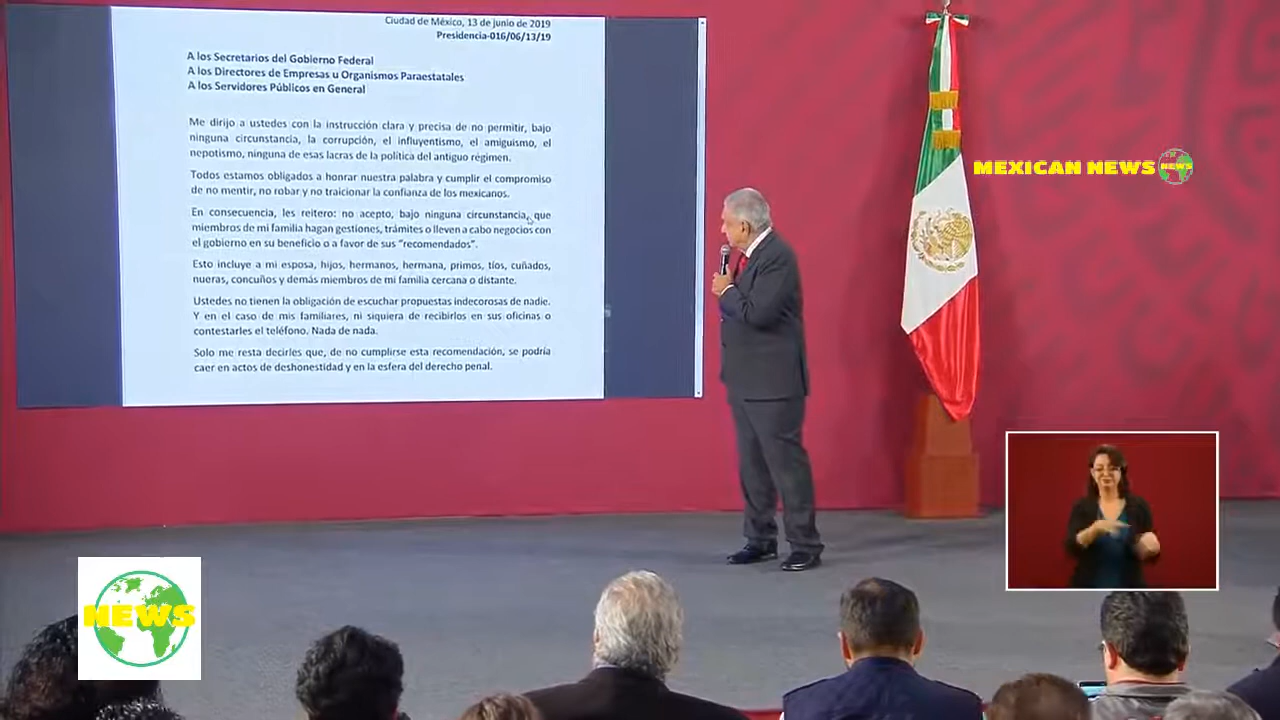 Ciudad de México, 13 de junio de 2019
Presidencia-016/06/13/19
A los Secretarios del Gobierno Federal
A los Directores de Empresas u Organismos Paraestatales
A los Servidores Públicos en General
Me dirijo a ustedes con la instrucción clara y precisa de no permitir, bajo
ninguna circunstancia, la corrupción, el influyentismo, el amiguismo, el
nepotismo, ninguna de esas lacras de la política del antiguo régimen.
Todos estamos obligados a honrar nuestra palabra y cumplir el compromiso
de no mentir, no robar y no traicionar la confianza de los mexicanos.
En consecuencia, les reitero: no acepto, bajo ninguna circunstancia, que
miembros de mi familia hagan gestiones, trámites o lleven a cabo negocios con
el gobierno en su beneficio o a favor de sus "recomendados".
Esto incluye a mi esposa, hijos, hermanos, hermana, primos, tíos, cuñados,
nueras, concuños y demás miembros de mi familia cercana o distante.
Ustedes no tienen la obligación de escuchar propuestas indecorosas de nadie.
Y en el caso de mis familiares, ni siquiera de recibirlos en sus oficinas o
contestarles el teléfono. Nada de nada.
Solo me resta decirles que, de no cumplirse esta recomendación, se podría
caer en actos de deshonestidad y en la esfera del derecho penal.
MEXICAN NEWS
NEWS
NEWS